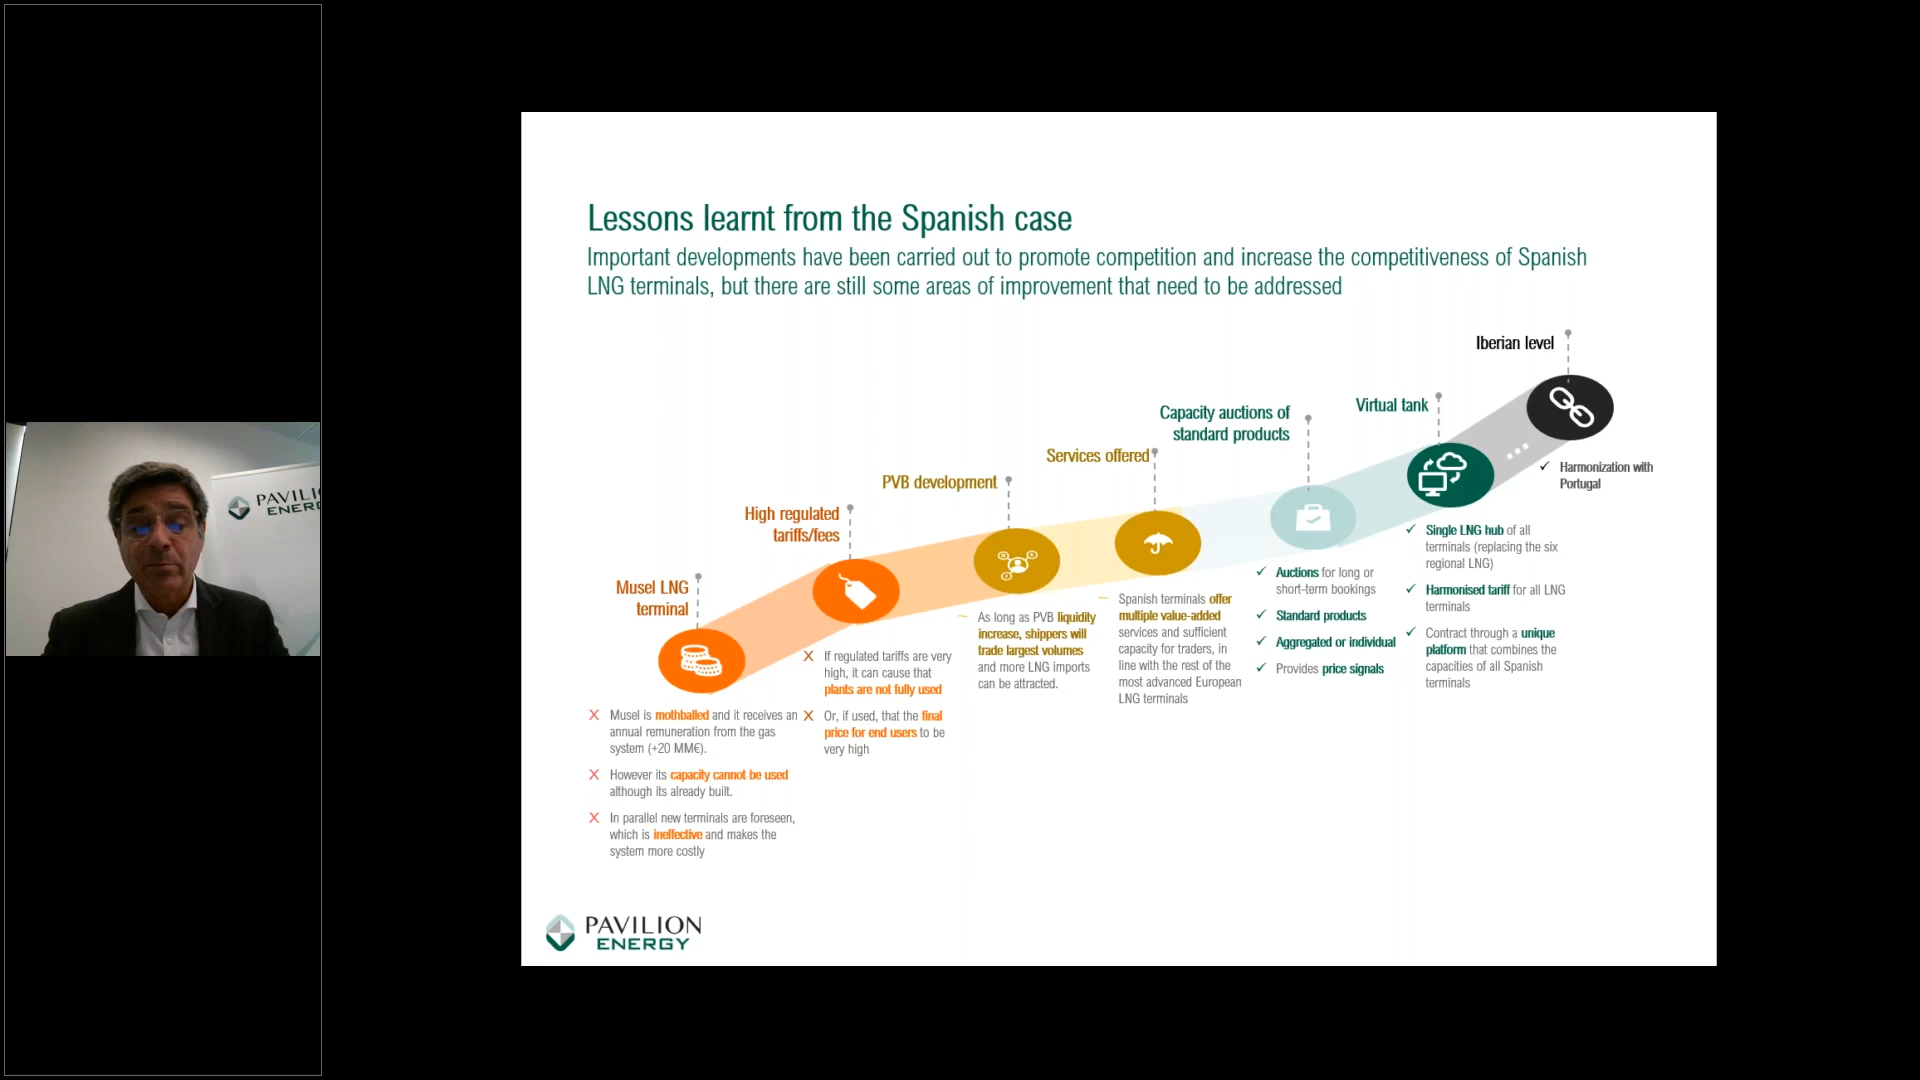 Lessons learnt from the Spanish case
Important developments have been carried out to promote competition and increase the competitiveness of Spanish
LNG terminals, but there are still some areas of improvement that need to be addressed
Musel LNG
terminal
X Musel is mothballed and it receives an
annual remuneration from the gas
system (+20 MM€).
X However its capacity cannot be used
although its already built.
X In parallel new terminals are foreseen,
which is ineffective and makes the
system more costly
High regulated
tariffs/fees
X If regulated tariffs are very
high, it can cause that
plants are not fully used
X Or, if used, that the final
price for end users to be
very high
PVB development
As long as PVB liquidity
increase, shippers will
trade largest volumes
and more LNG imports
can be attracted.
Services offered
Spanish terminals offer
multiple value-added
services and sufficient
capacity for traders, in
line with the rest of the
most advanced European
LNG terminals
Capacity auctions of
standard products
✓ Auctions for long or
short-term bookings
✓ Standard products
✓ Aggregated or individual
✓ Provides price signals
Virtual tank
✓ Single LNG hub of all
terminals (replacing the six
regional LNG)
✓ Harmonised tariff for all LNG
terminals
✓ Contract through a unique
platform that combines the
capacities of all Spanish
terminals
Iberian level
✓ Harmonization with
Portugal
PAVILION
ENERGY
PAVILI
ENERG